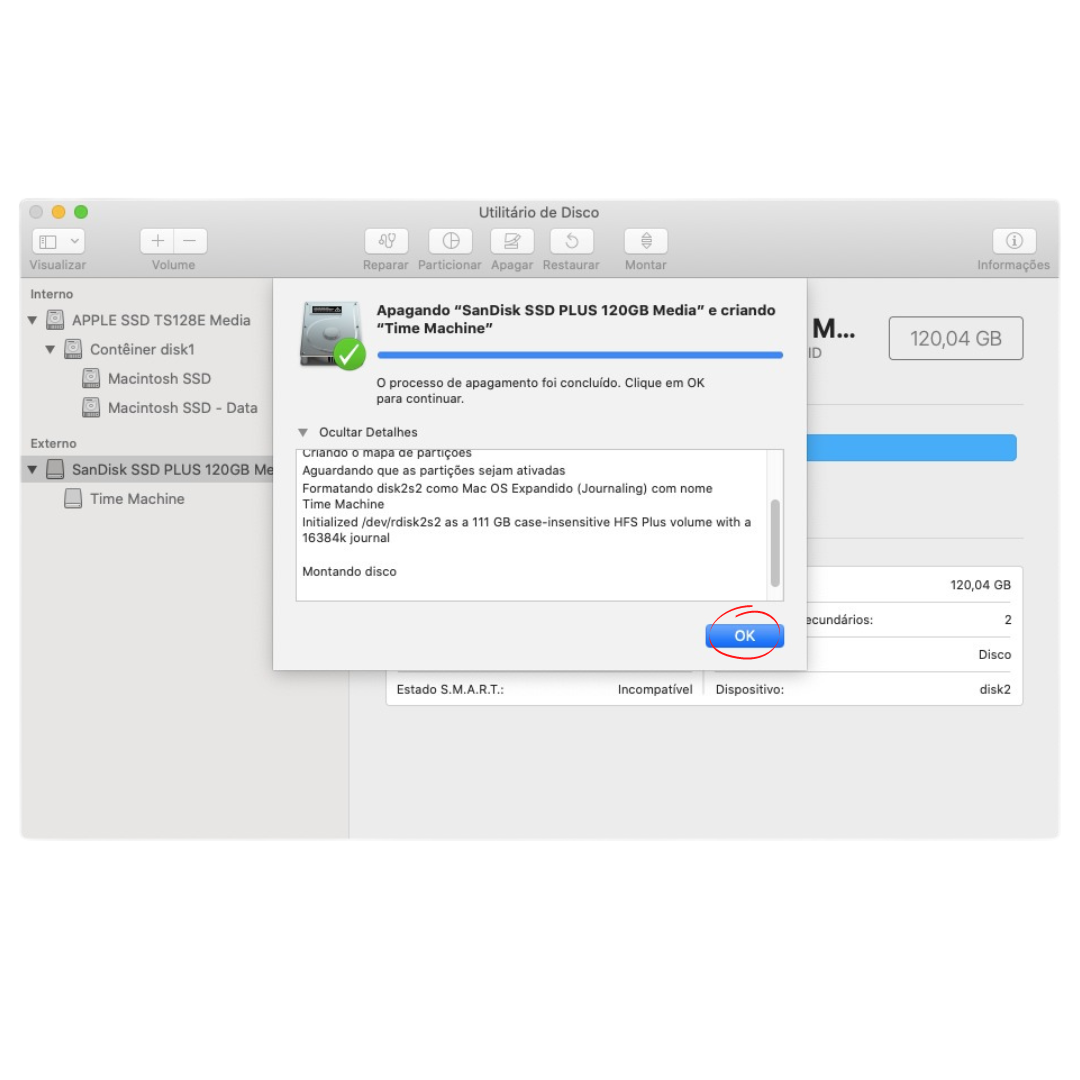 Utilitário de Disco
Visualizar
Volume
Reparar
Particionar
Apagar
Restaurar
Montar
Informações
Interno
APPLE SSD TS128E Media
Contêiner disk1
Macintosh SSD
Macintosh SSD - Data
Externo
SanDisk SSD PLUS 120GB Me
Time Machine
Apagando “SanDisk SSD PLUS 120GB Media” e criando
“Time Machine”
O processo de apagamento foi concluído. Clique em OK
para continuar.
Ocultar Detalhes
Criando o mapa de partições
Aguardando que as partições sejam ativadas
Formatando disk2s2 como Mac OS Expandido (Journaling) com nome
Time Machine
Initialized /dev/rdisk2s2 as a 111 GB case-insensitive HFS Plus volume with a
16384k journal
Montando disco
OK
M...
ID
120,04 GB
120,04 GB
ecundários:
2
Disco
Estado S.M.A.R.T.:
Incompatível
Dispositivo:
disk2